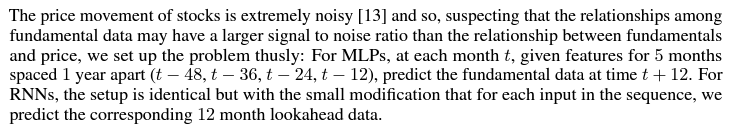 The price movement of stocks is extremely noisy [13] and so, suspecting that the relationships among
fundamental data may have a larger signal to noise ratio than the relationship between fundamentals
and price, we set up the problem thusly: For MLPs, at each month t, given features for 5 months
spaced 1 year apart (t − 48, t − 36, t − 24, t − 12), predict the fundamental data at time t + 12. For
RNNs, the setup is identical but with the small modification that for each input in the sequence, we
predict the corresponding 12 month lookahead data.